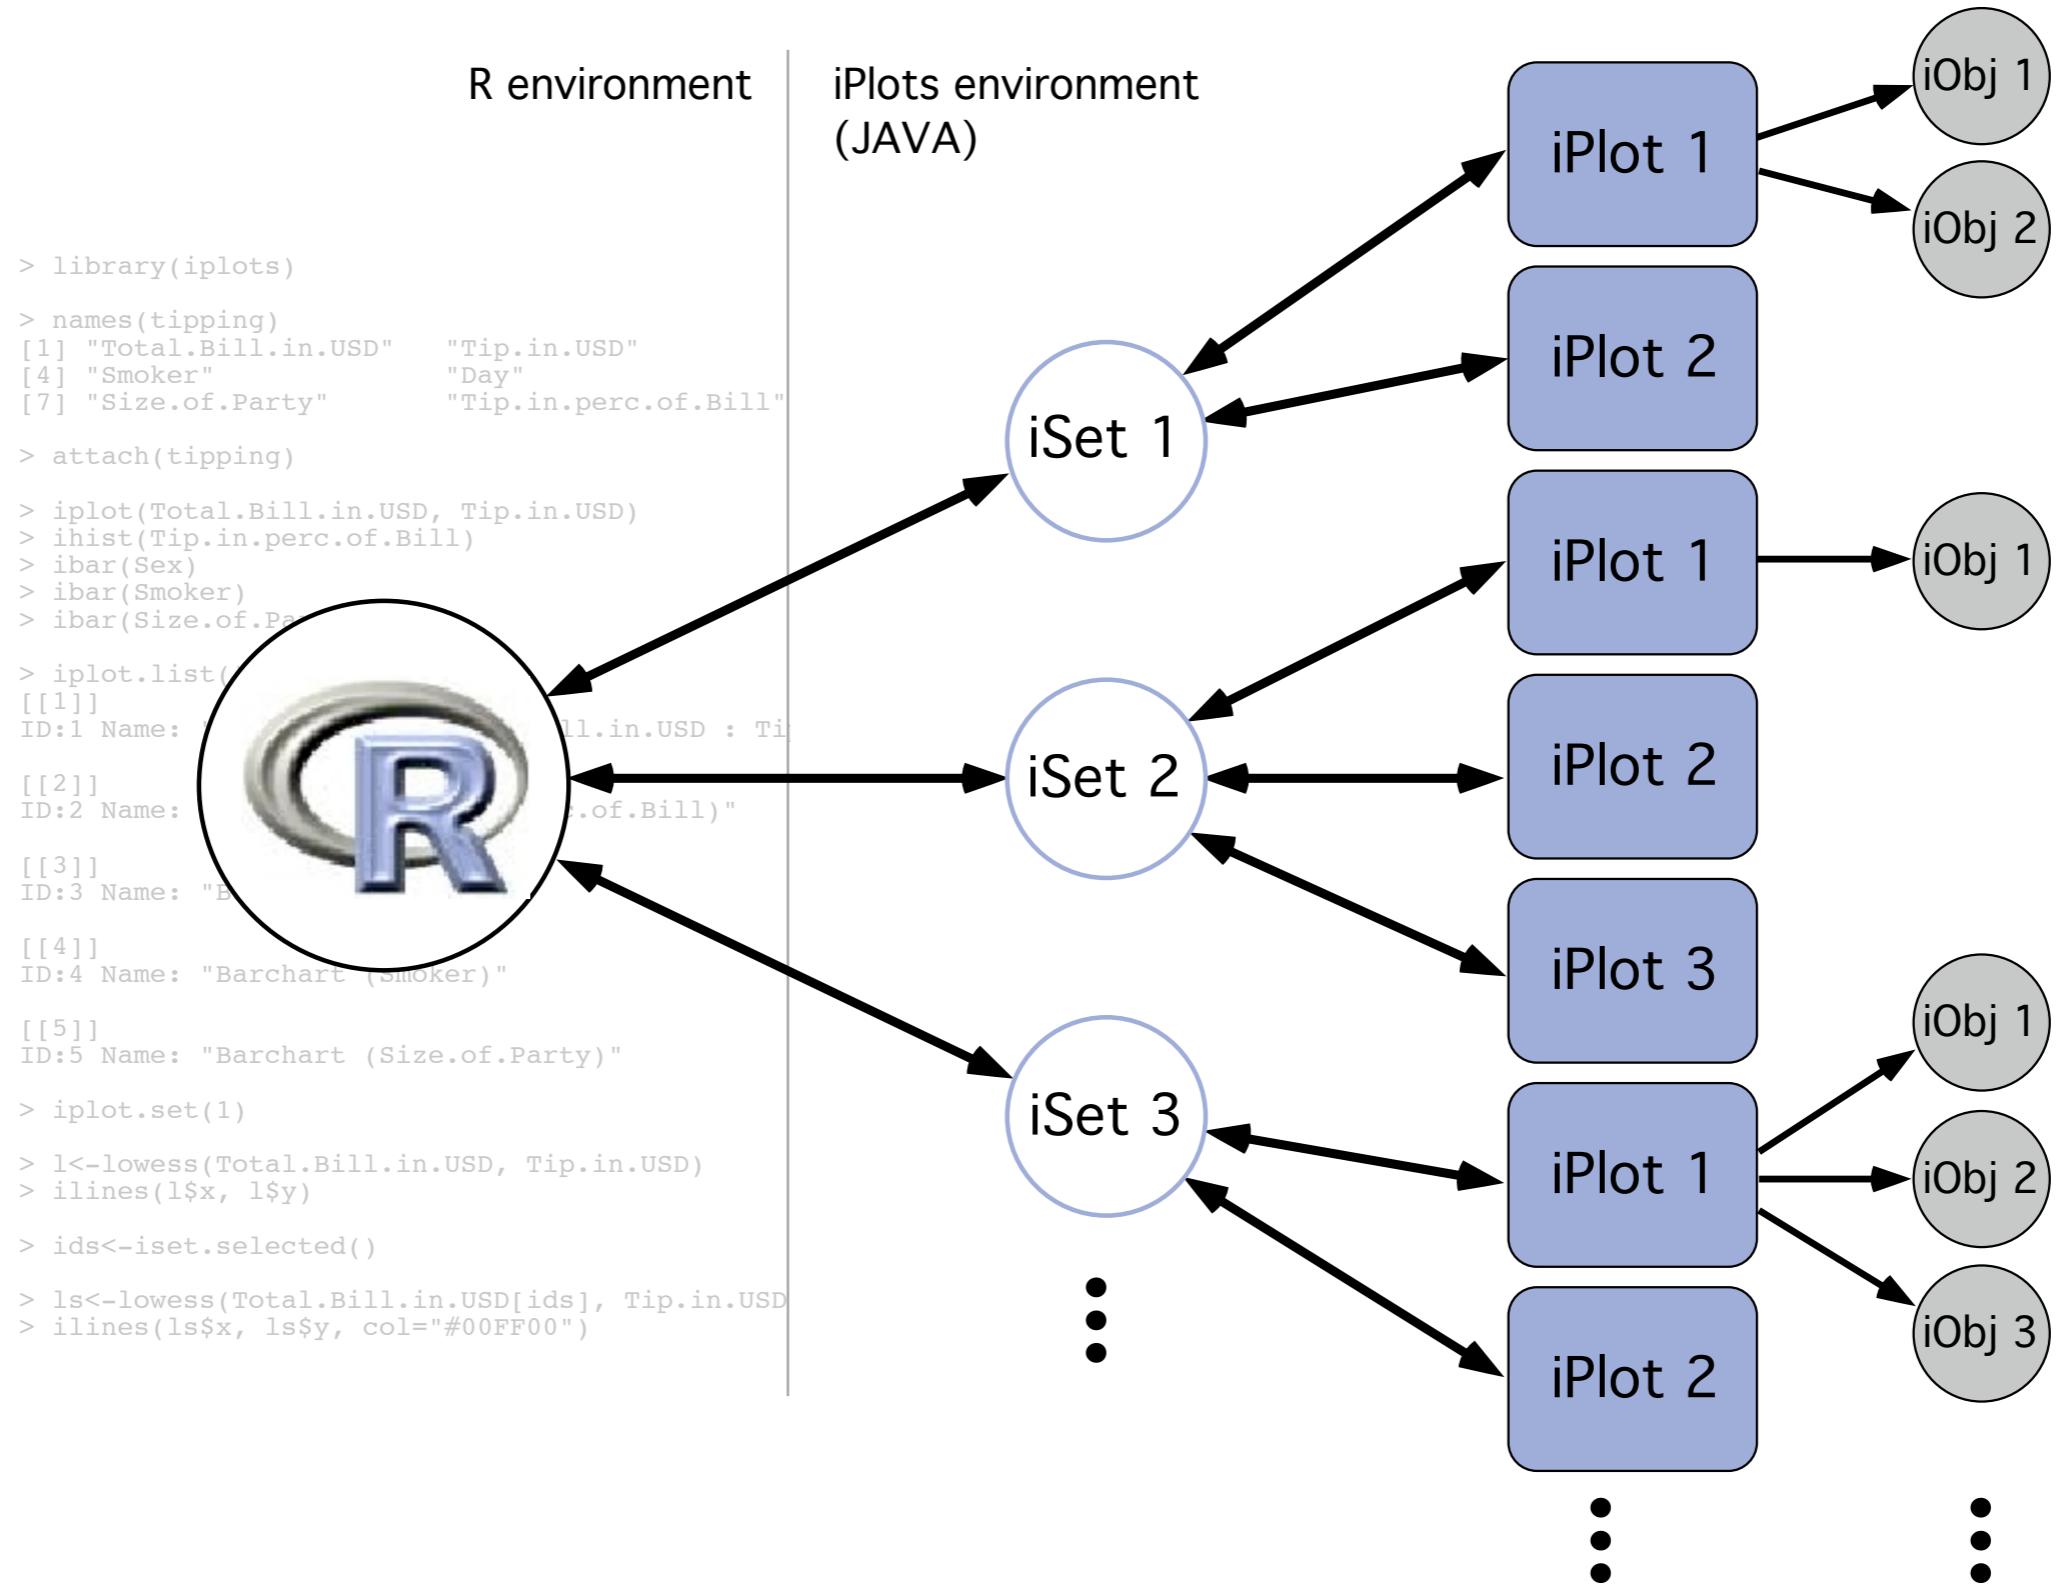 R environment
iPlots environment
(JAVA)
> library(iplots)
> names(tipping)
[1] "Total.Bill.in.USD" "Tip.in.USD"
[4] "Smoker" "Day"
[7] "Size.of.Party" "Tip.in.perc.of.Bill"
> attach(tipping)
> iplot(Total.Bill.in.USD, Tip.in.USD)
> ihist(Tip.in.perc.of.Bill)
> ibar(Sex)
> ibar(Smoker)
> ibar(Size.of.Pa
> iplot.list(
[[1]]
ID:1 Name: ll.in.USD : Ti
[[2]]
ID:2 Name: .of.Bill)"
[[3]]
ID:3 Name: "B
[[4]]
ID:4 Name: "Barchart (Smoker)"
[[5]]
ID:5 Name: "Barchart (Size.of.Party)"
> iplot.set(1)
> l<-lowess(Total.Bill.in.USD, Tip.in.USD)
> ilines(l$x, l$y)
> ids<-iset.selected()
> ls<-lowess(Total.Bill.in.USD[ids], Tip.in.USD
> ilines(ls$x, ls$y, col="#00FF00")
R
iSet 1
iSet 2
iSet 3
iPlot 1
iPlot 2
iPlot 1
iPlot 2
iPlot 3
iPlot 1
iPlot 2
iObj 1
iObj 2
iObj 1
iObj 1
iObj 2
iObj 3